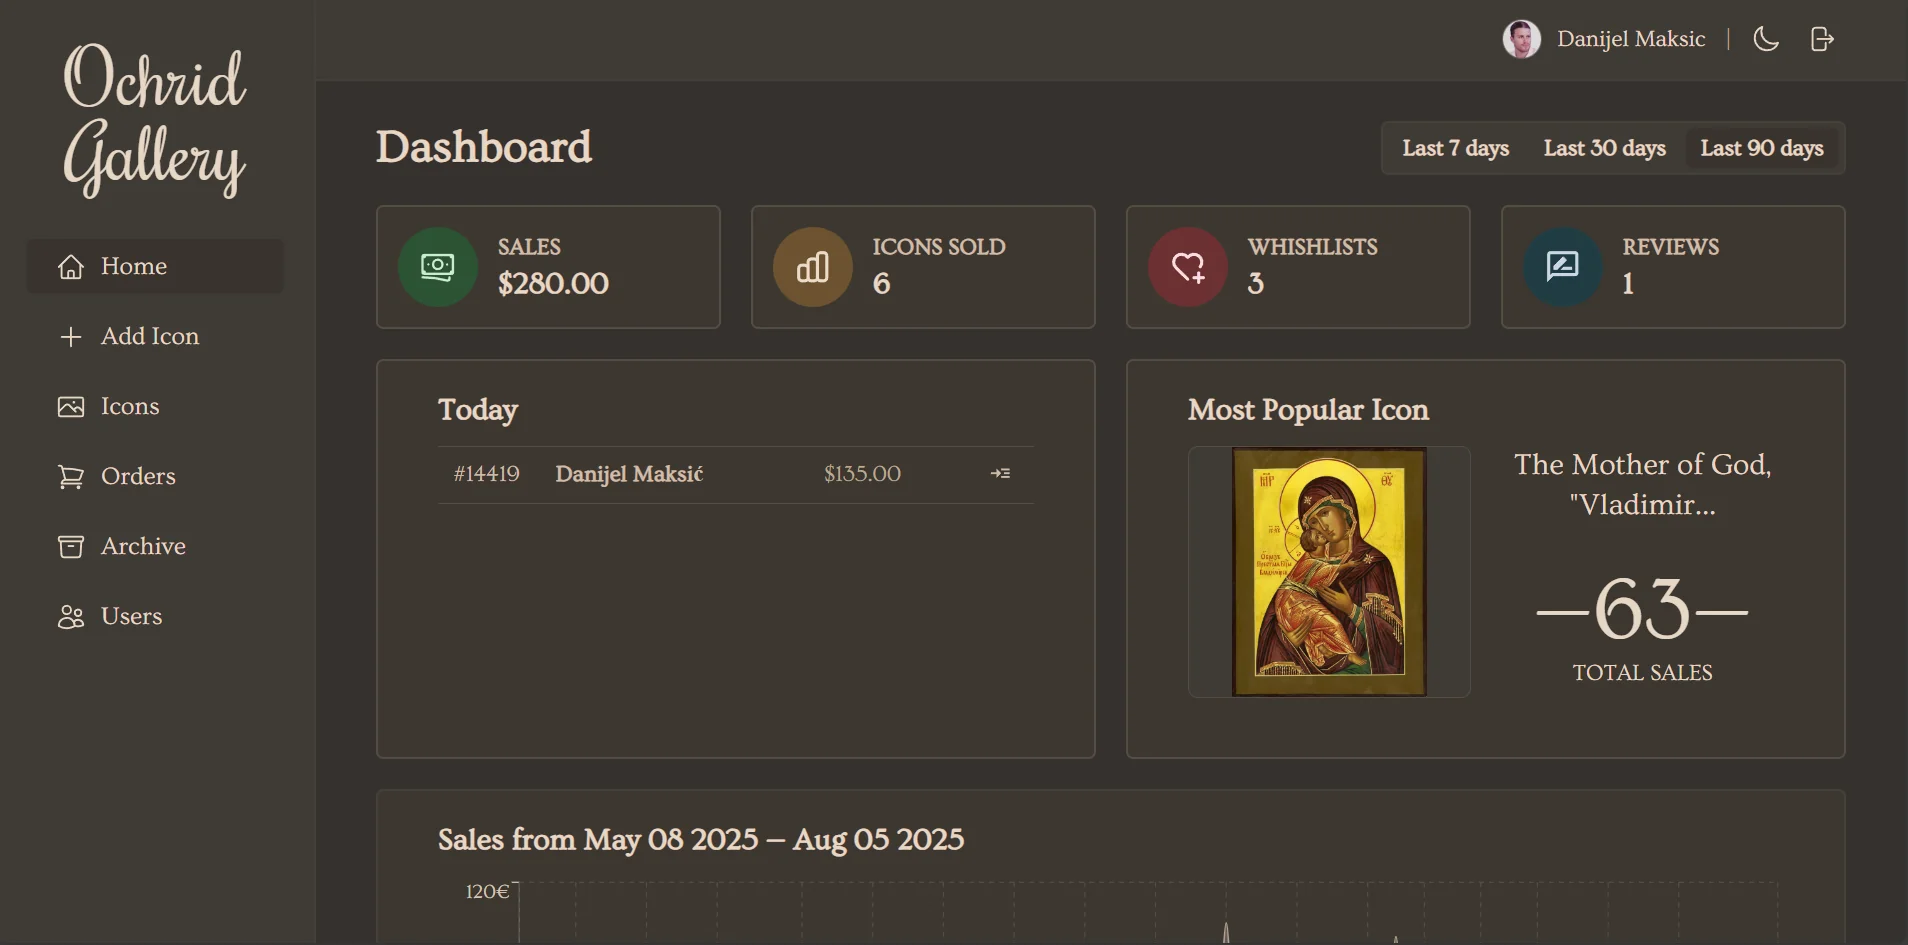 Ochrid
Gallery
Home
Add Icon
Icons
Orders
Archive
Users
Danijel Maksic
Dashboard
Last 7 days
Last 30 days
Last 90 days
SALES
$280.00
ICONS SOLD
6
WHISHLISTS
3
REVIEWS
1
Today
#14419 Danijel Maksić $135.00
Most Popular Icon
The Mother of God,
"Vladimir...
—63—
TOTAL SALES
Sales from May 08 2025 — Aug 05 2025
120€